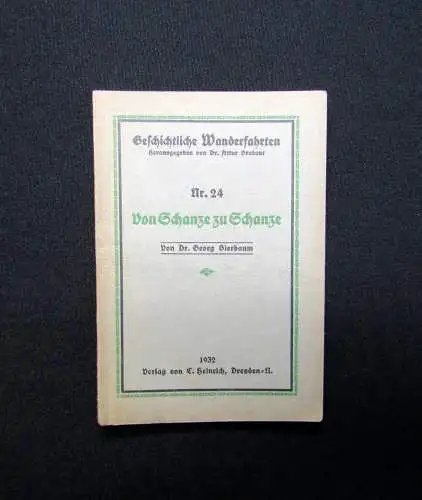 Geschichtliche Wanderfahrten
Herausgegeben von Dr. Artur Brabant
Nr. 24
Von Schanze zu Schanze
Von Dr. Georg Bierbaum
1932
Verlag von C. Heinrich, Dresden-N.